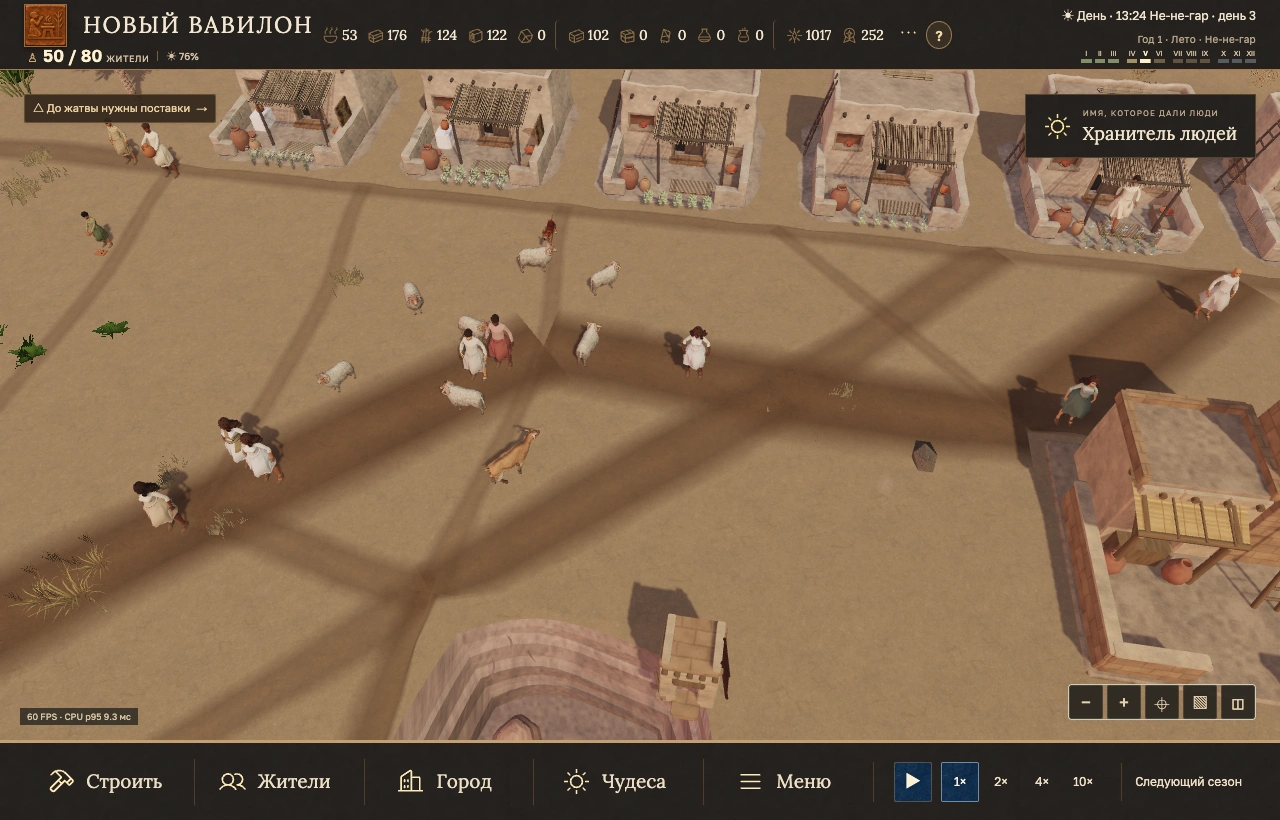 НОВЫЙ ВАВИЛОН
53 176 124 122 0 102 0 0 0 0 1017 252 ··· ?
50 / 80 ЖИТЕЛИ 76%
День · 13:24 Не-не-гар · день 3
Год 1 · Лето · Не-не-гар
I II III IV V VI VII VIII IX X XI XII
До жатвы нужны поставки →
ИМЯ, КОТОРОЕ ДАЛИ ЛЮДИ
Хранитель людей
60 FPS · CPU p95 9.3 мс
− +
Строить Жители Город Чудеса Меню 1× 2× 4× 10× Следующий сезон